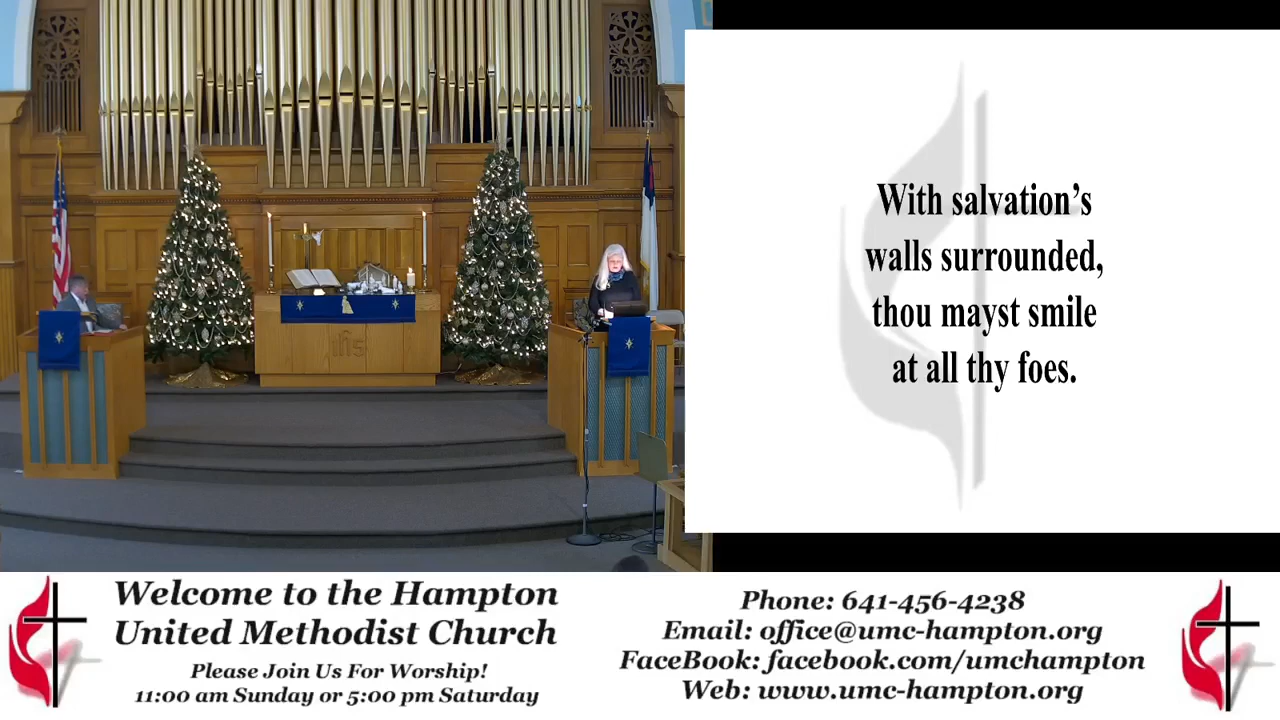 With salvation’s
walls surrounded,
thou mayst smile
at all thy foes.
ihs
Welcome to the Hampton
United Methodist Church
Please Join Us For Worship!
11:00 am Sunday or 5:00 pm Saturday
Phone: 641-456-4238
Email: office@umc-hampton.org
FaceBook: facebook.com/umchampton
Web: www.umc-hampton.org